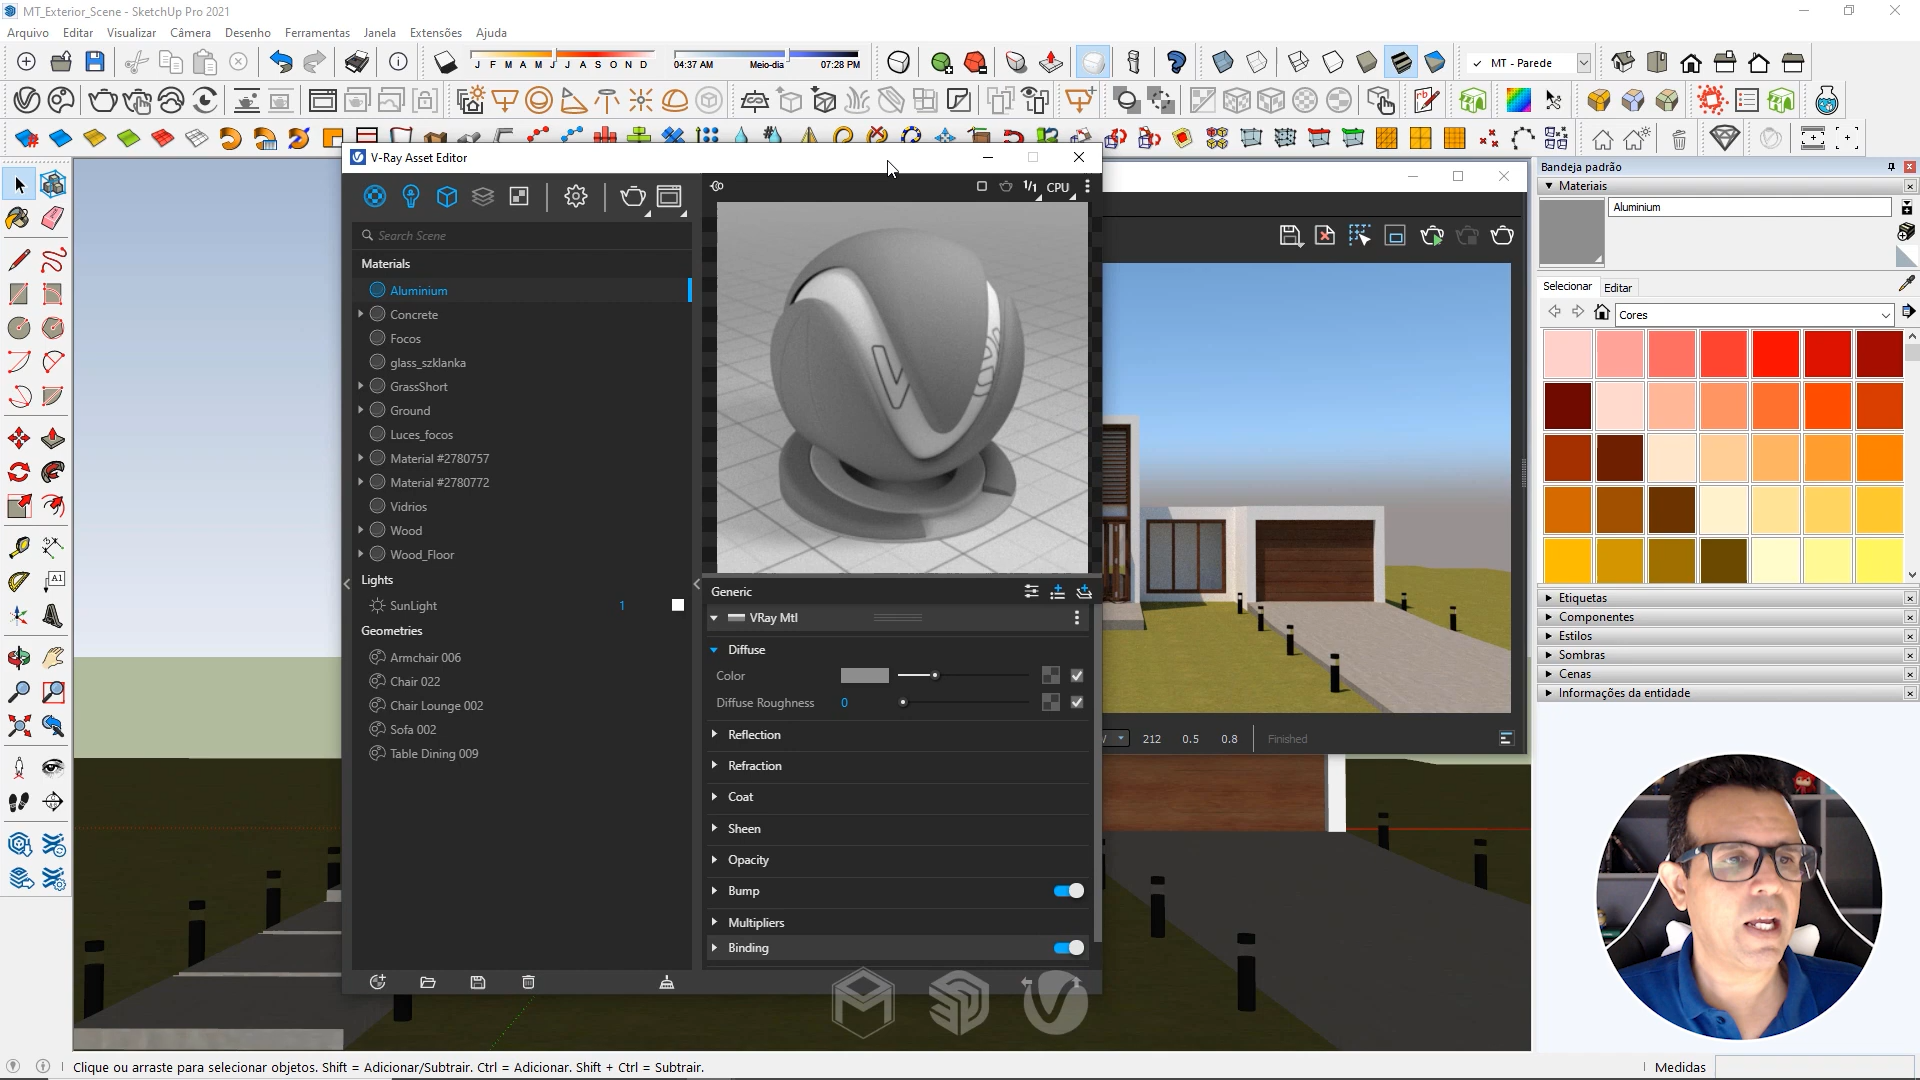 MT_Exterior_Scene - SketchUp Pro 2021
Arquivo Editar Visualizar Câmera Desenho Ferramentas Janela Extensões Ajuda
J F M A M J J A S O N D
04:37 AM Meio-dia 07:28 PM
MT - Parede
V-Ray Asset Editor
1/1 CPU
Search Scene
Materials
Aluminium
Concrete
Focos
glass_szklanka
GrassShort
Ground
Luces_focos
Material #2780757
Material #2780772
Vidrios
Wood
Wood_Floor
Lights
SunLight 1
Geometries
Armchair 006
Chair 022
Chair Lounge 002
Sofa 002
Table Dining 009
Generic
VRay Mtl
Diffuse
Color
Diffuse Roughness 0
Reflection
Refraction
Coat
Sheen
Opacity
Bump
Multipliers
Binding
212 0.5 0.8 Finished
Bandeja padrão
Materiais
Aluminium
Selecionar Editar
Cores
Etiquetas
Componentes
Estilos
Sombras
Cenas
Informações da entidade
A1
Clique ou arraste para selecionar objetos. Shift = Adicionar/Subtrair. Ctrl = Adicionar. Shift + Ctrl = Subtrair.
Medidas